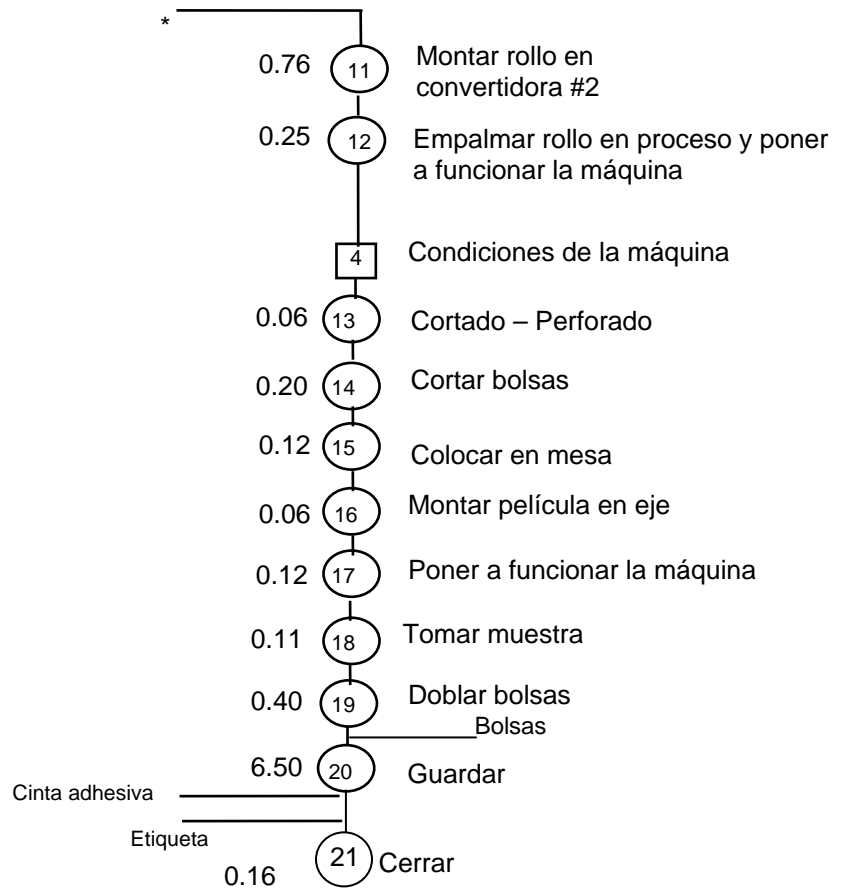 *
0.76 11 Montar rollo en
convertidora #2
0.25 12 Empalmar rollo en proceso y poner
a funcionar la máquina
4 Condiciones de la máquina
0.06 13 Cortado – Perforado
0.20 14 Cortar bolsas
0.12 15 Colocar en mesa
0.06 16 Montar película en eje
0.12 17 Poner a funcionar la máquina
0.11 18 Tomar muestra
0.40 19 Doblar bolsas
Bolsas
6.50 20 Guardar
Cinta adhesiva
Etiqueta
0.16 21 Cerrar